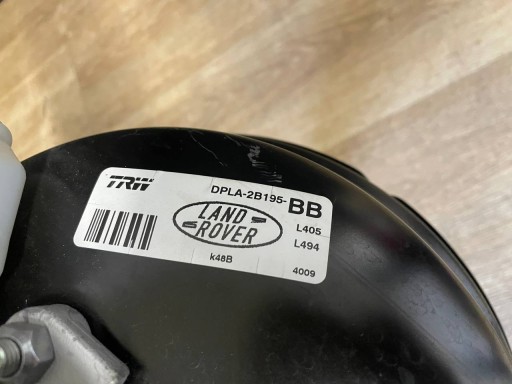 TRW
DPLA-2B195-BB
LAND
ROVER
L405
L494
k48B
4009